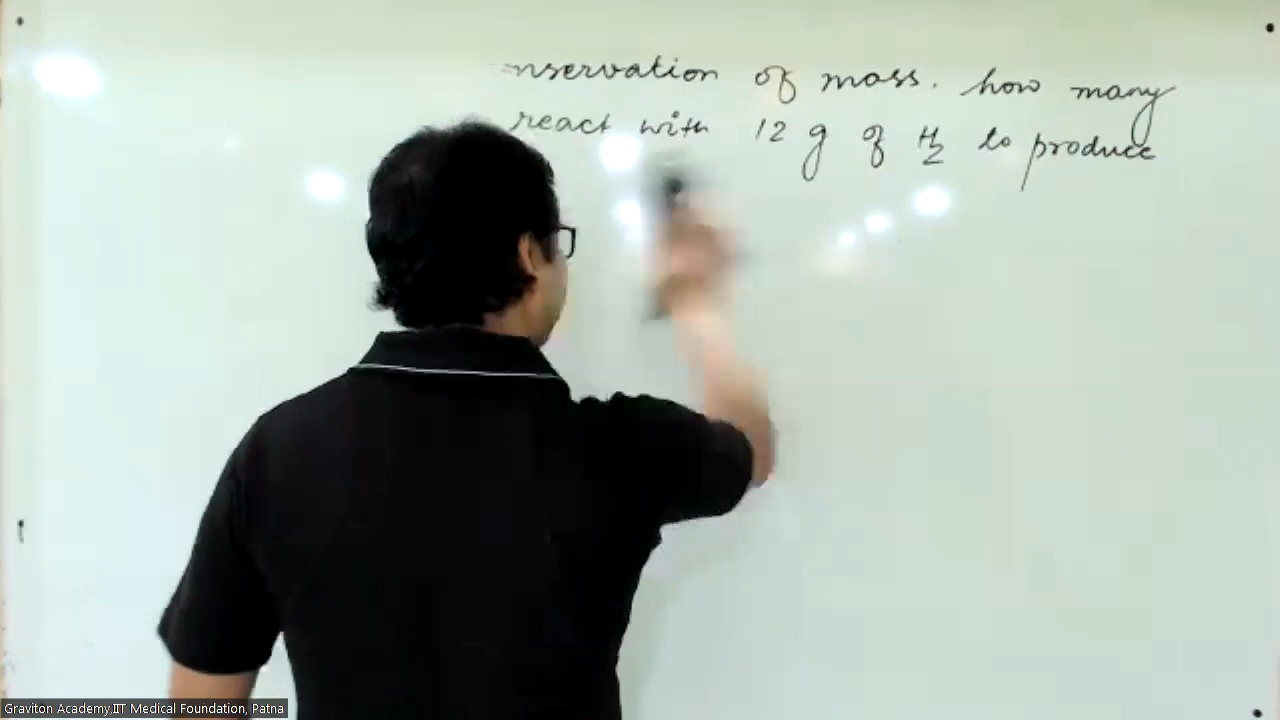 nservation of mass. how many
react with 12 g of H2 to produce
Graviton Academy,IIT Medical Foundation, Patna